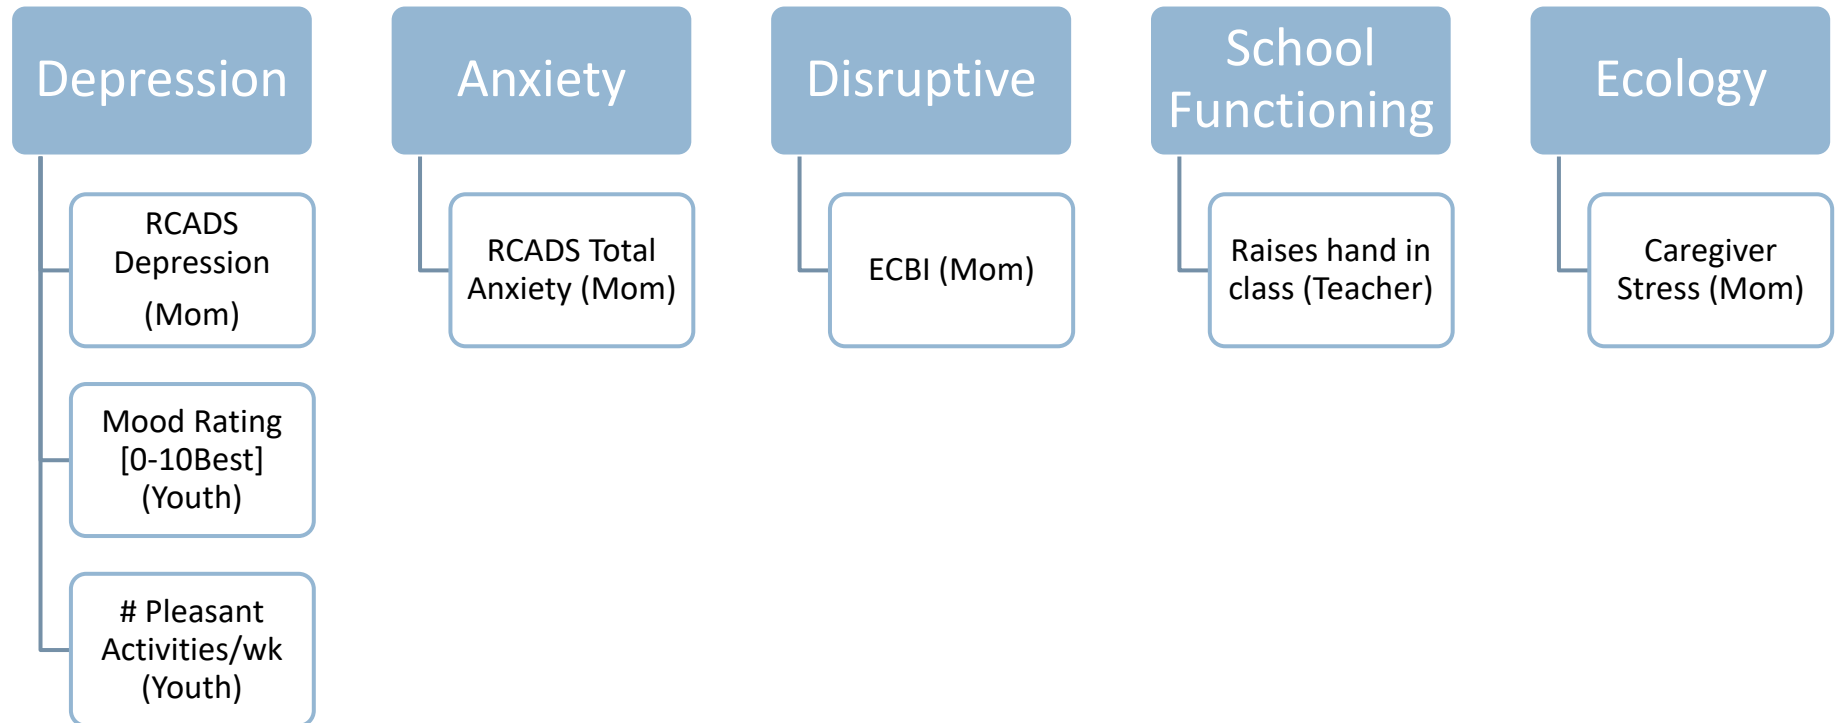 Depression
RCADS
Depression
(Mom)
Mood Rating
[0-10Best]
(Youth)
# Pleasant
Activities/wk
(Youth)
Anxiety
RCADS Total
Anxiety (Mom)
Disruptive
ECBI (Mom)
School
Functioning
Raises hand in
class (Teacher)
Ecology
Caregiver
Stress (Mom)